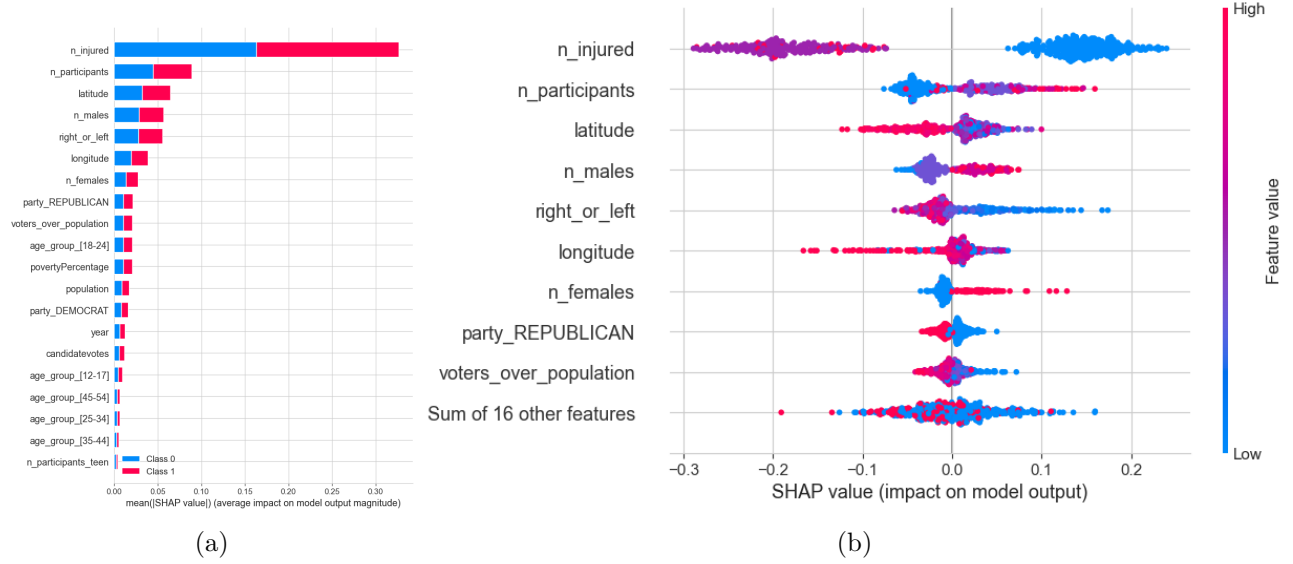 n_injured
n_participants
latitude
n_males
right_or_left
longitude
n_females
party_REPUBLICAN
voters_over_population
age_group_[18-24]
povertyPercentage
population
party_DEMOCRAT
year
candidatevotes
age_group_[12-17]
age_group_[45-54]
age_group_[25-34]
age_group_[35-44]
n_participants_teen
Class 0
Class 1
0.00 0.05 0.10 0.15 0.20 0.25 0.30
mean(|SHAP value|) (average impact on model output magnitude)
(a)
n_injured
n_participants
latitude
n_males
right_or_left
longitude
n_females
party_REPUBLICAN
voters_over_population
Sum of 16 other features
−0.3 −0.2 −0.1 0.0 0.1 0.2
SHAP value (impact on model output)
High
Feature value
Low
(b)